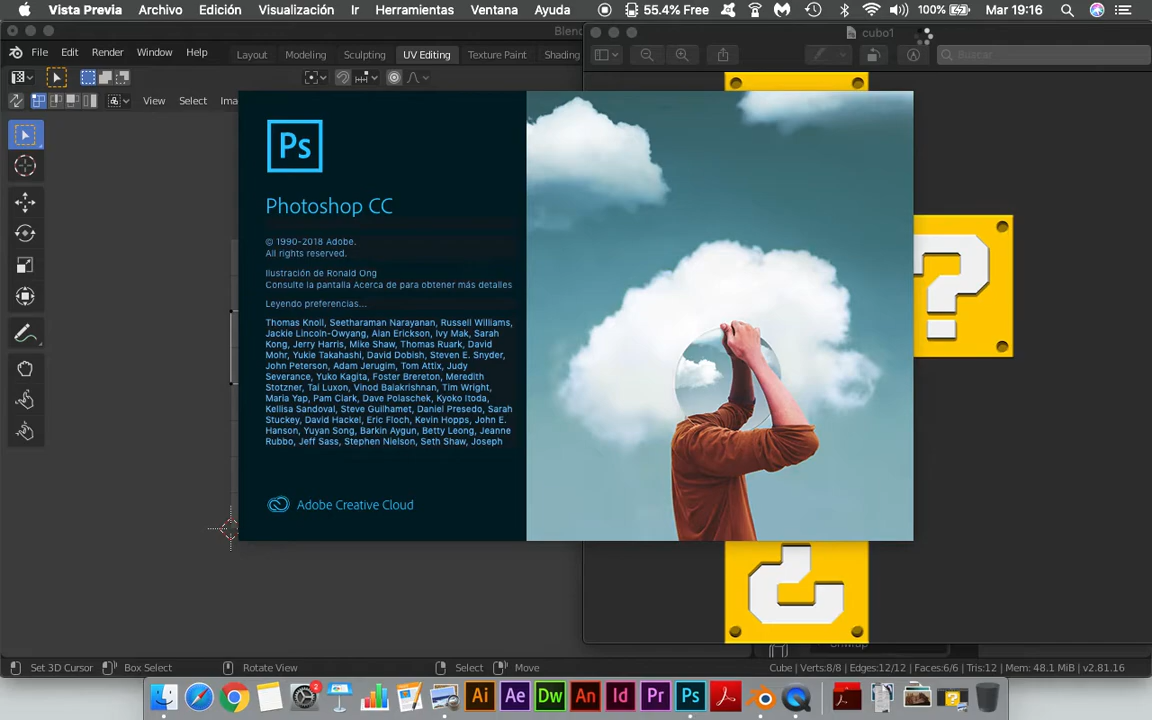 Vista Previa Archivo Edición Visualización Ir Herramientas Ventana Ayuda 55.4% Free 100% Mar 19:16
Blen
cubo1
File Edit Render Window Help Layout Modeling Sculpting UV Editing Texture Paint Shading
Buscar
View Select Ima
Ps
Photoshop CC
© 1990-2018 Adobe.
All rights reserved.
Ilustración de Ronald Ong
Consulte la pantalla Acerca de para obtener más detalles
Leyendo preferencias...
Thomas Knoll, Seetharaman Narayanan, Russell Williams,
Jackie Lincoln-Owyang, Alan Erickson, Ivy Mak, Sarah
Kong, Jerry Harris, Mike Shaw, Thomas Ruark, David
Mohr, Yukie Takahashi, David Dobish, Steven E. Snyder,
John Peterson, Adam Jerugim, Tom Attix, Judy
Severance, Yuko Kagita, Foster Brereton, Meredith
Stotzner, Tai Luxon, Vinod Balakrishnan, Tim Wright,
Maria Yap, Pam Clark, Dave Polaschek, Kyoko Itoda,
Kellisa Sandoval, Steve Guilhamet, Daniel Presedo, Sarah
Stuckey, David Hackel, Eric Floch, Kevin Hopps, John E.
Hanson, Yuyan Song, Barkin Aygun, Betty Leong, Jeanne
Rubbo, Jeff Sass, Stephen Nielson, Seth Shaw, Joseph
Adobe Creative Cloud
?
?
Set 3D Cursor Box Select Rotate View Select Move Cube | Verts:8/8 | Edges:12/12 | Faces:6/6 | Tris:12 | Mem: 48.1 MiB | v2.81.16
2 Ai Ae Dw An Id Pr Ps